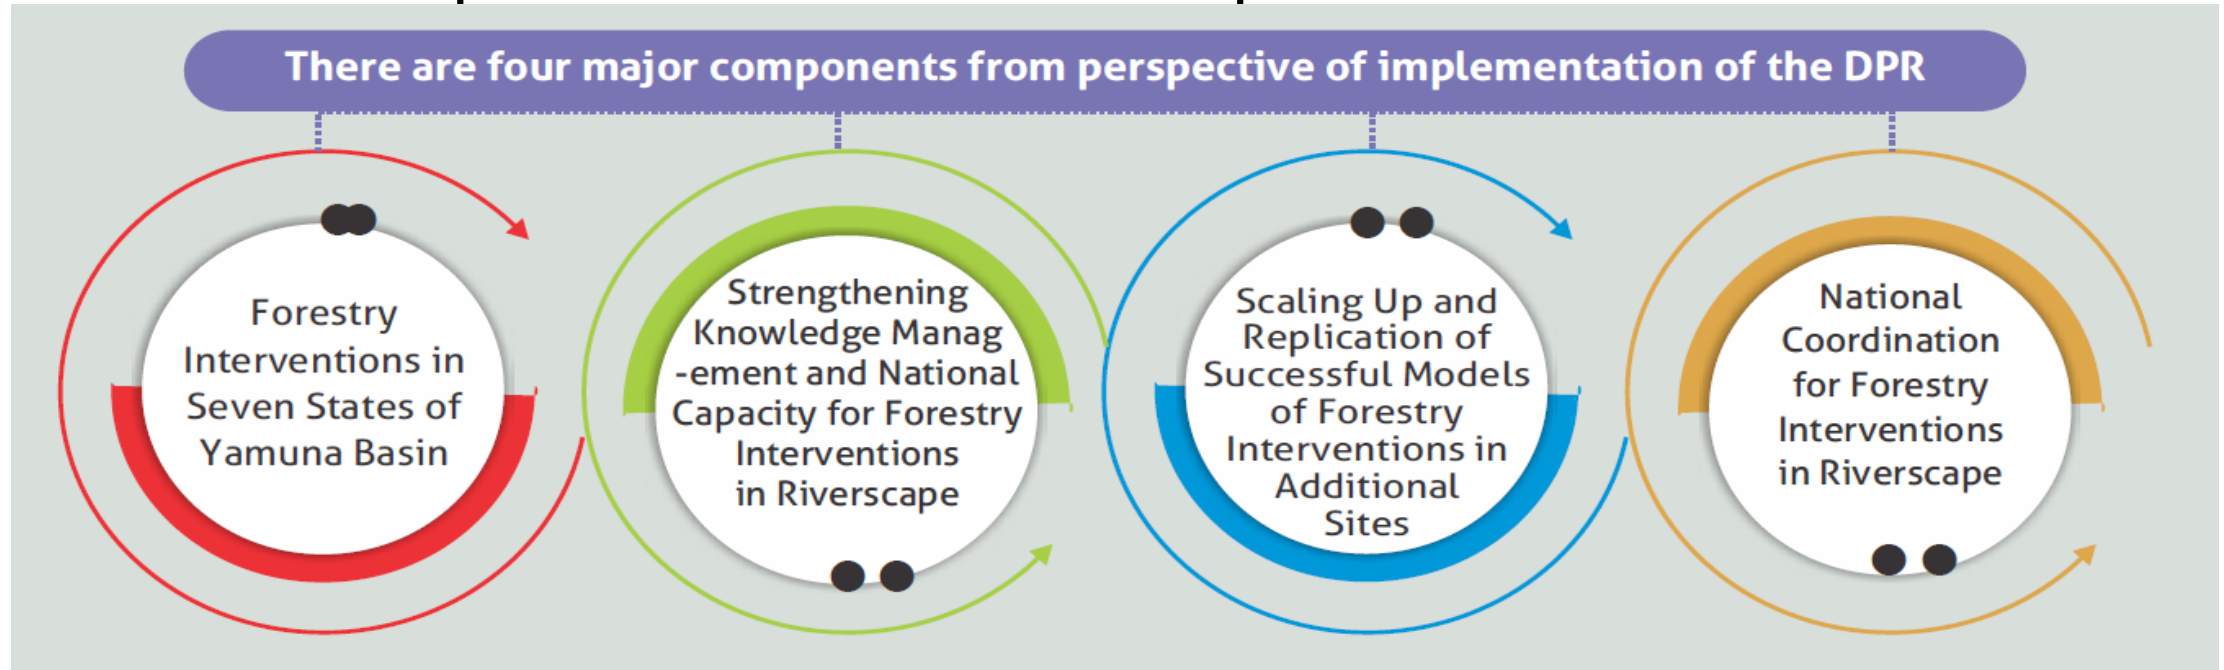 There are four major components from perspective of implementation of the DPR
Forestry
Interventions in
Seven States of
Yamuna Basin
Strengthening
Knowledge Manag
-ement and National
Capacity for Forestry
Interventions
in Riverscape
Scaling Up and
Replication of
Successful Models
of Forestry
Interventions in
Additional
Sites
National
Coordination
for Forestry
Interventions
in Riverscape